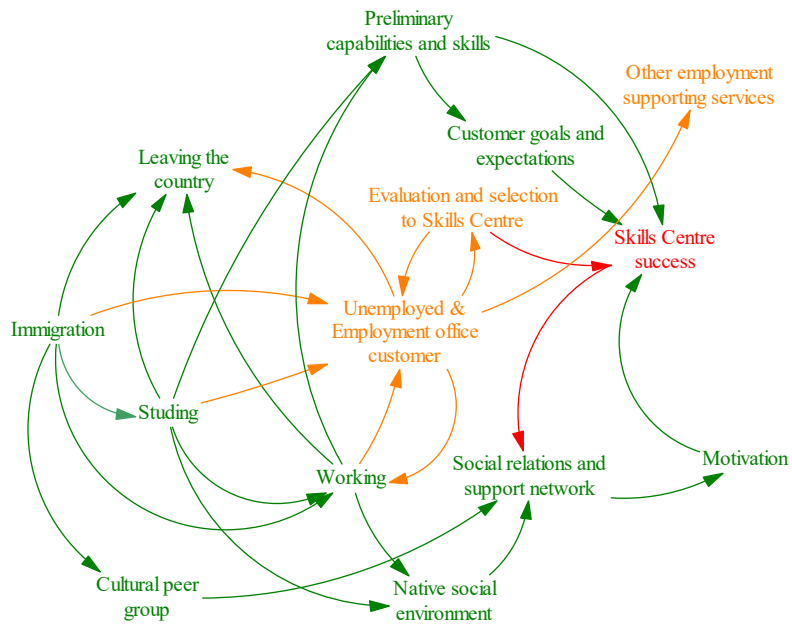 Preliminary
capabilities and skills
Other employment
supporting services
Customer goals and
expectations
Leaving the
country
Evaluation and selection
to Skills Centre
Skills Centre
success
Immigration
Unemployed &
Employment office
customer
Studing
Working
Social relations and
support network
Motivation
Cultural peer
group
Native social
environment